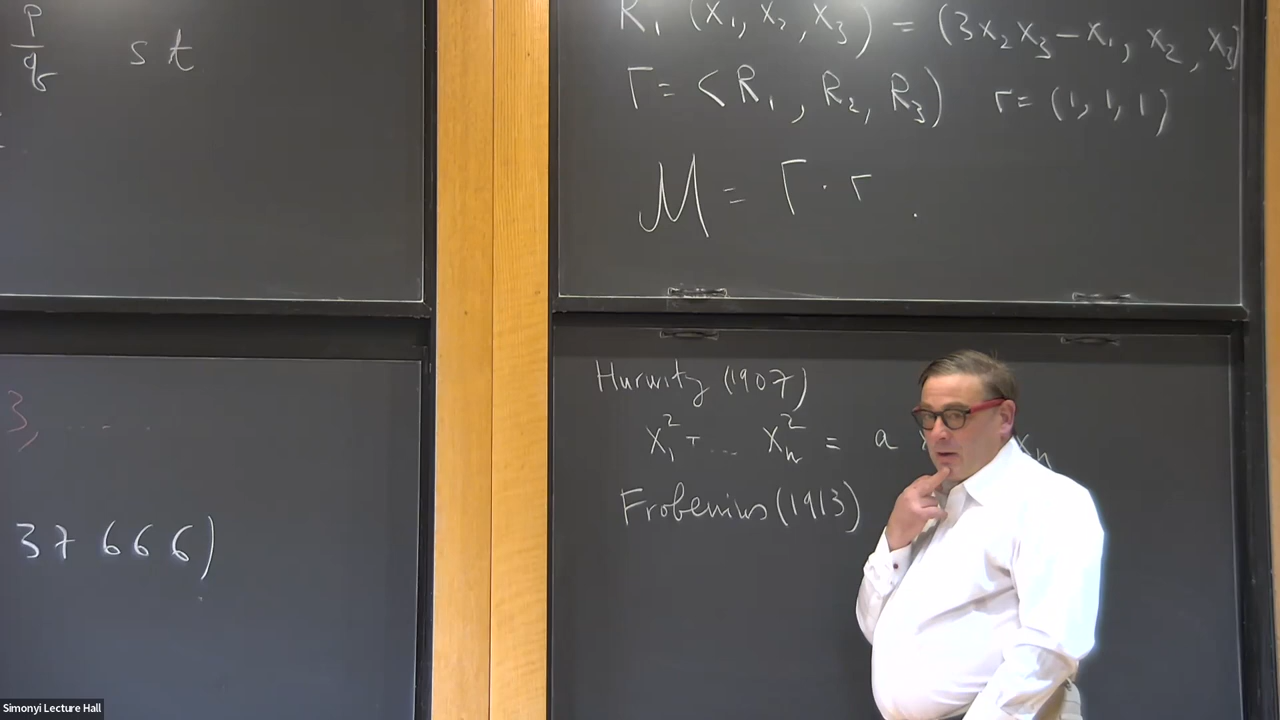 p/q s t
3, .....
37 666)
R₁ (x₁, x₂, x₃) = (3x₂x₃ − x₁, x₂, x₃)
Γ = <R₁, R₂, R₃) r = (1, 1, 1)
M = Γ · r .
Hurwitz (1907)
x₁² + ... xₙ² = a x xₙ
Frobenius (1913)
Simonyi Lecture Hall